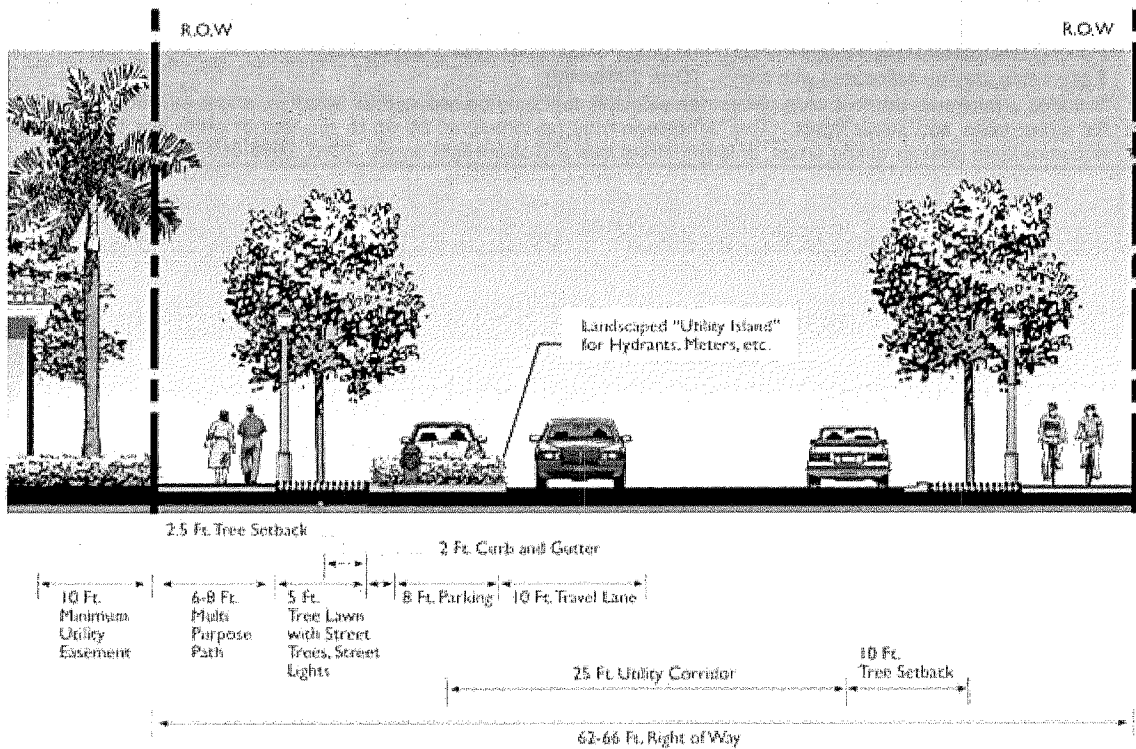 R.O.W
R.O.W
Landscaped "Utility Island"
for Hydrants, Meters, etc.
2.5 Ft. Tree Setback
2 Ft. Curb and Gutter
10 Ft.
Minimum
Utility
Easement
6-8 Ft.
Multi
Purpose
Path
5 Ft.
Tree Lawn
with Street
Trees, Street
Lights
8 Ft. Parking
10 Ft. Travel Lane
25 Ft. Utility Corridor
10 Ft.
Tree Setback
62-66 Ft. Right of Way